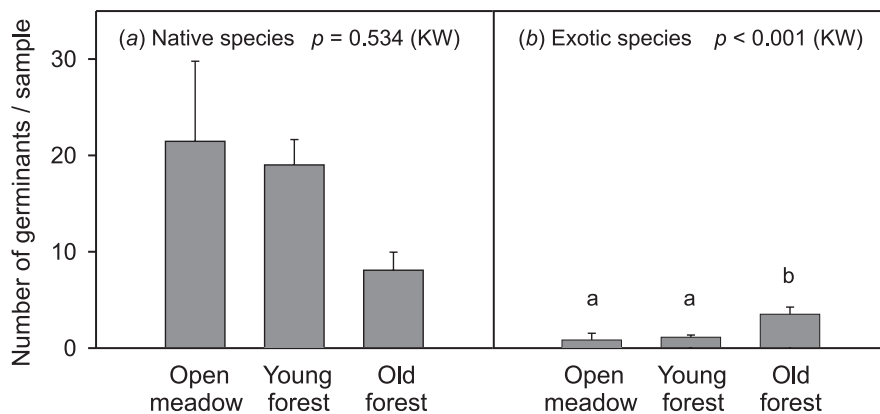 Number of germinants / sample
30
20
10
0
(a) Native species p = 0.534 (KW)
(b) Exotic species p < 0.001 (KW)
a
a
b
Open
meadow
Young
forest
Old
forest
Open
meadow
Young
forest
Old
forest